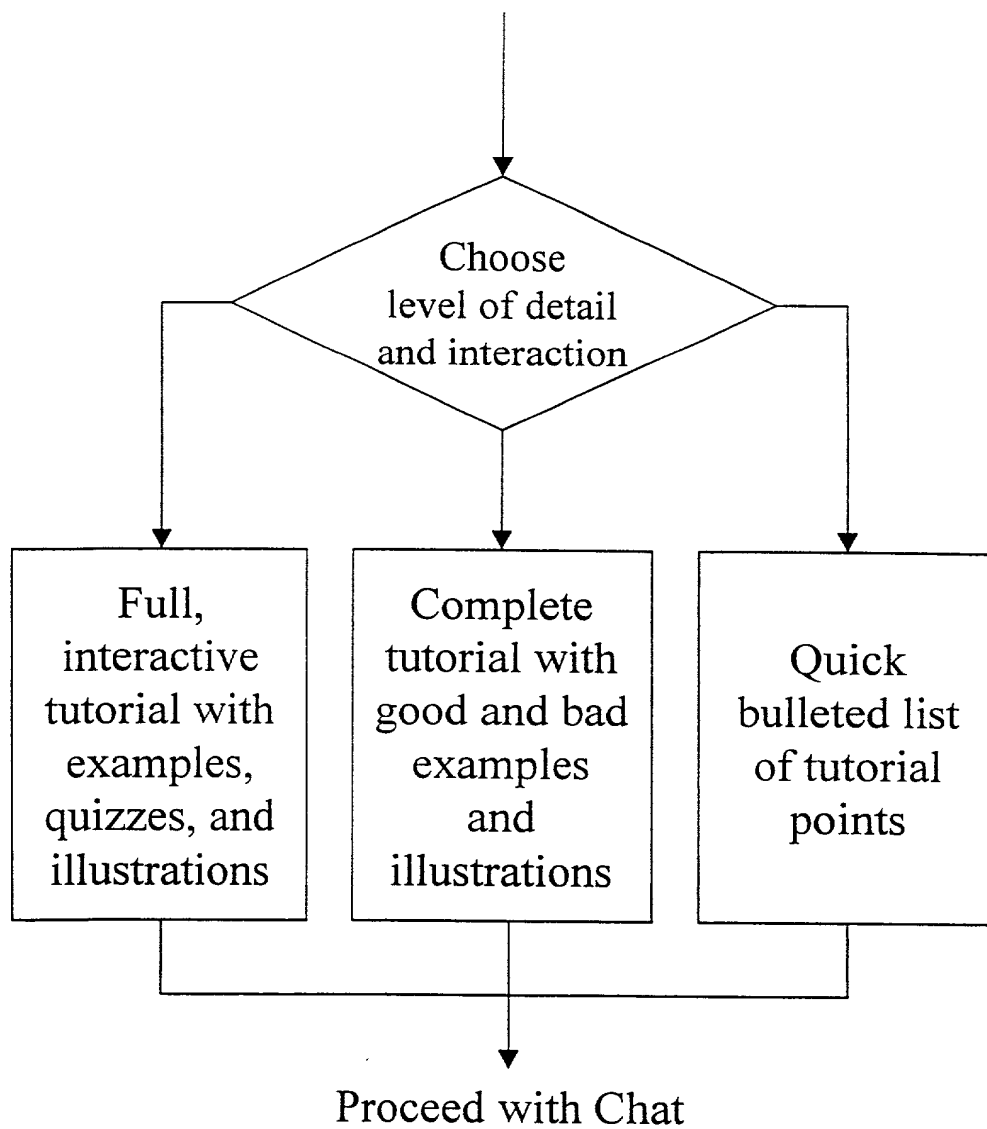 Choose
level of detail
and interaction
Full,
interactive
tutorial with
examples,
quizzes, and
illustrations
Complete
tutorial with
good and bad
examples
and
illustrations
Quick
bulleted list
of tutorial
points
Proceed with Chat